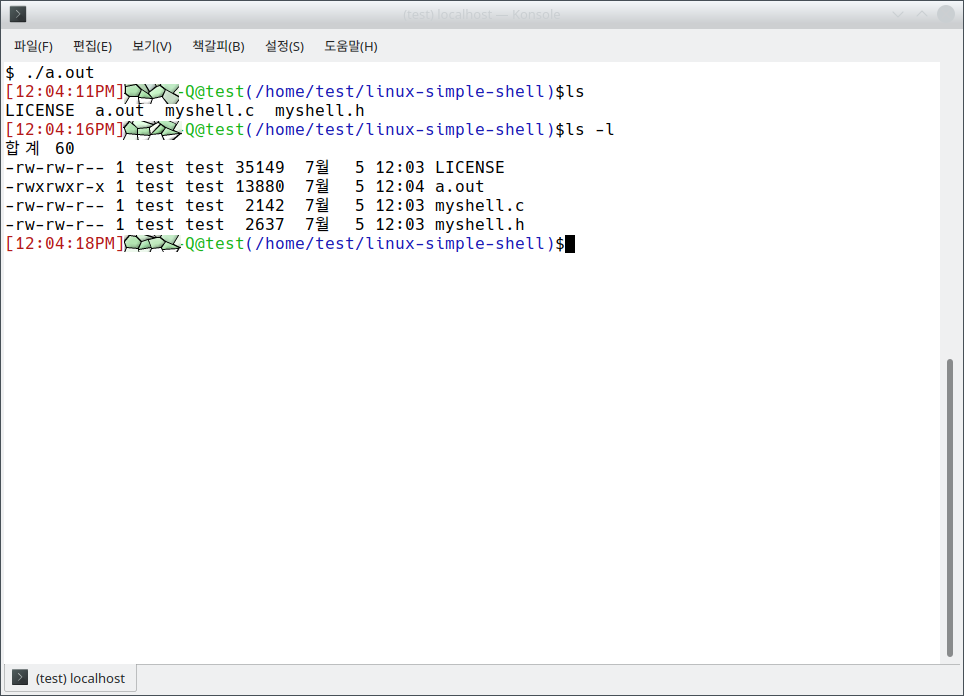 (test) localhost — Konsole
파일(F) 편집(E) 보기(V) 책갈피(B) 설정(S) 도움말(H)
$ ./a.out
[12:04:11PM] -Q@test(/home/test/linux-simple-shell)$ls
LICENSE  a.out  myshell.c  myshell.h
[12:04:16PM] -Q@test(/home/test/linux-simple-shell)$ls -l
합계 60
-rw-rw-r-- 1 test test 35149  7월   5 12:03 LICENSE
-rwxrwxr-x 1 test test 13880  7월   5 12:04 a.out
-rw-rw-r-- 1 test test  2142  7월   5 12:03 myshell.c
-rw-rw-r-- 1 test test  2637  7월   5 12:03 myshell.h
[12:04:18PM] -Q@test(/home/test/linux-simple-shell)$
(test) localhost